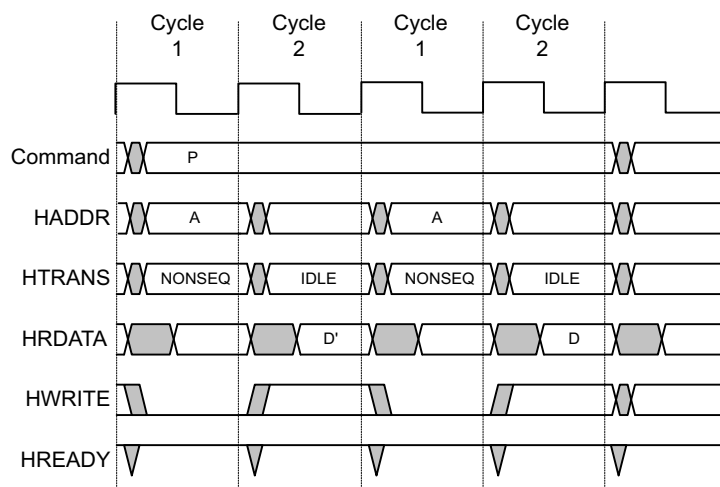 Cycle Cycle Cycle Cycle
1 2 1 2
Command P
HADDR A A
HTRANS NONSEQ IDLE NONSEQ IDLE
HRDATA D' D
HWRITE
HREADY